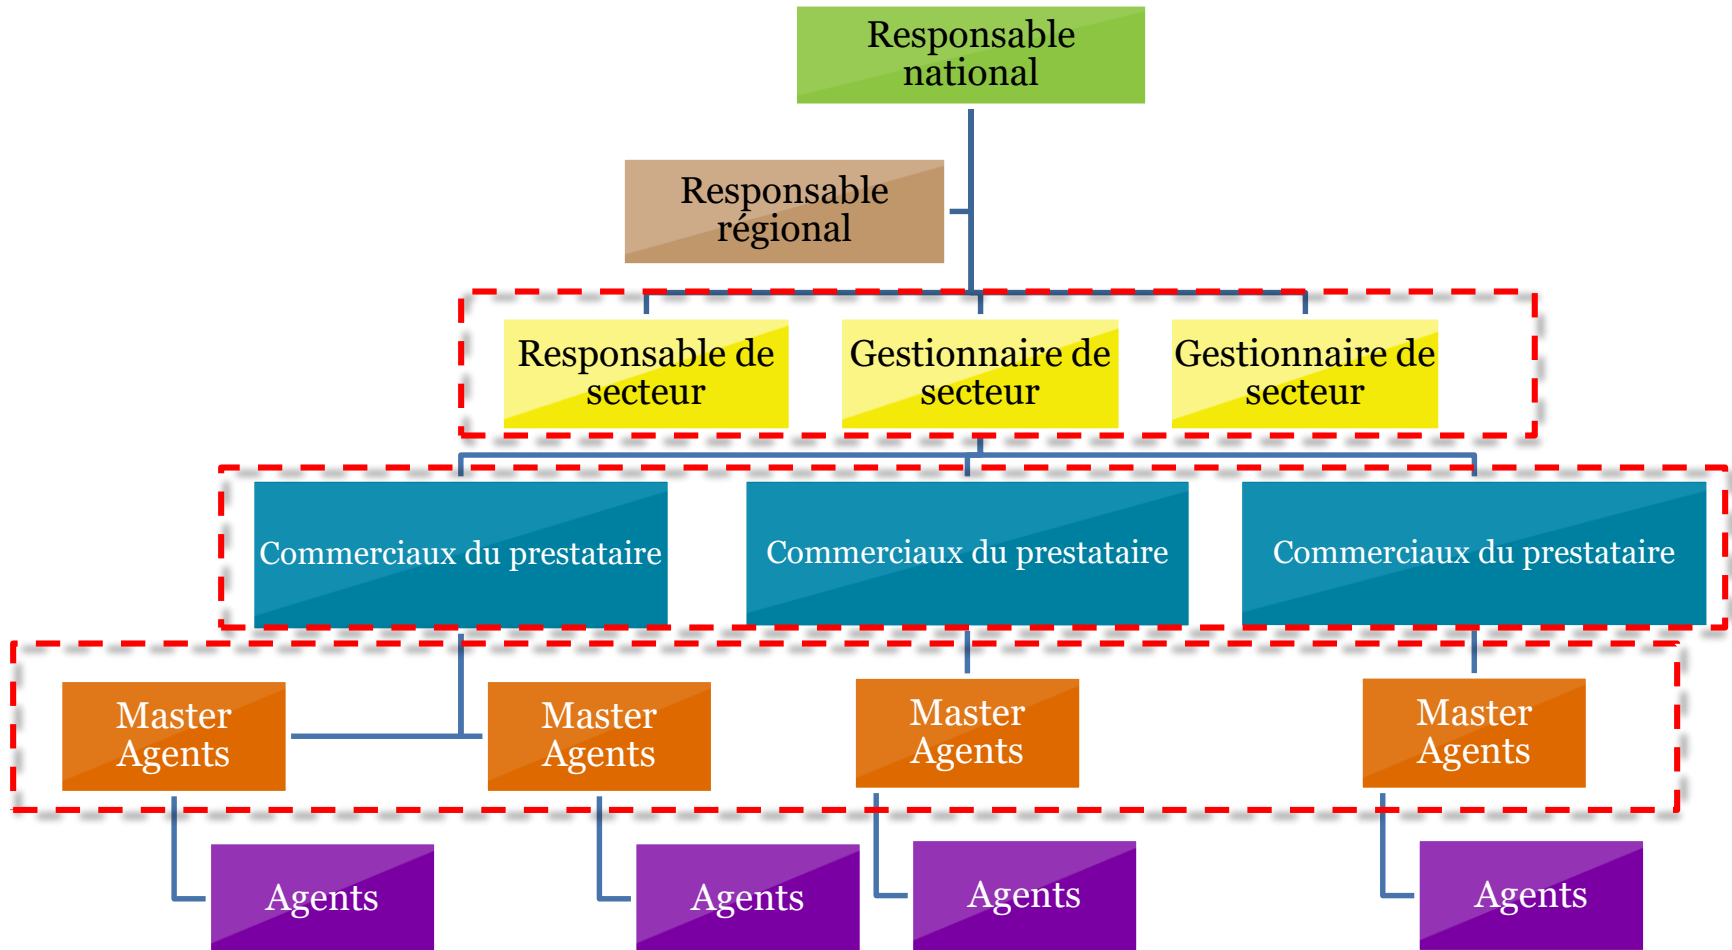 Responsable
national
Responsable
régional
Responsable de
secteur
Gestionnaire de
secteur
Gestionnaire de
secteur
Commerciaux du prestataire
Commerciaux du prestataire
Commerciaux du prestataire
Master
Agents
Master
Agents
Master
Agents
Master
Agents
Agents
Agents
Agents
Agents